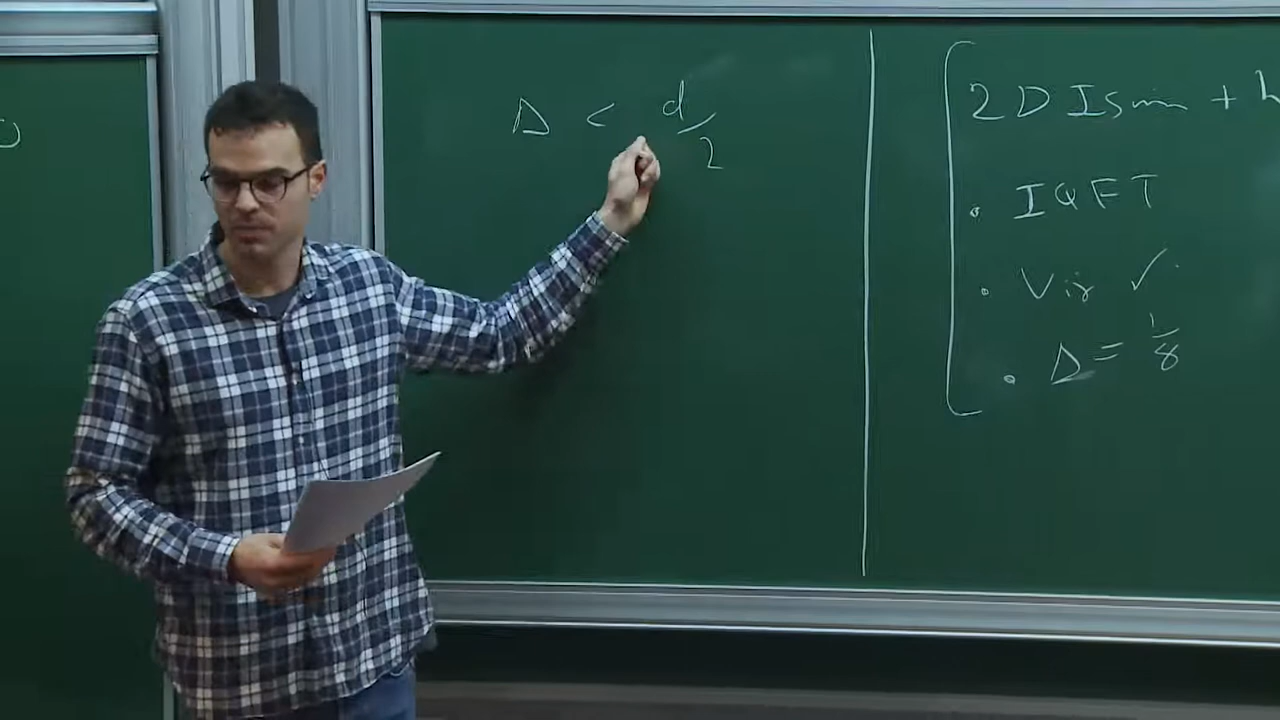 Δ < d/2
2D Ising + h
• IQFT
• Vir ✓
• Δ = 1/8